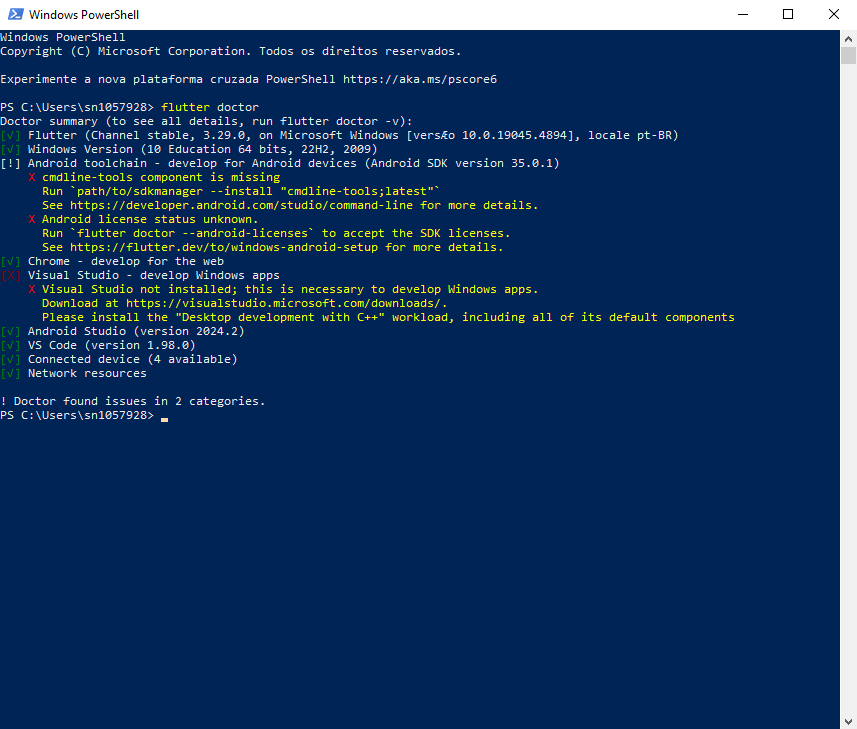 Windows PowerShell
Windows PowerShell
Copyright (C) Microsoft Corporation. Todos os direitos reservados.
Experimente a nova plataforma cruzada PowerShell https://aka.ms/pscore6
PS C:\Users\sn1057928> flutter doctor
Doctor summary (to see all details, run flutter doctor -v):
[√] Flutter (Channel stable, 3.29.0, on Microsoft Windows [versÆo 10.0.19045.4894], locale pt-BR)
[√] Windows Version (10 Education 64 bits, 22H2, 2009)
[!] Android toolchain - develop for Android devices (Android SDK version 35.0.1)
X cmdline-tools component is missing
Run `path/to/sdkmanager --install "cmdline-tools;latest"`
See https://developer.android.com/studio/command-line for more details.
X Android license status unknown.
Run `flutter doctor --android-licenses` to accept the SDK licenses.
See https://flutter.dev/to/windows-android-setup for more details.
[√] Chrome - develop for the web
[X] Visual Studio - develop Windows apps
X Visual Studio not installed; this is necessary to develop Windows apps.
Download at https://visualstudio.microsoft.com/downloads/.
Please install the "Desktop development with C++" workload, including all of its default components
[√] Android Studio (version 2024.2)
[√] VS Code (version 1.98.0)
[√] Connected device (4 available)
[√] Network resources
! Doctor found issues in 2 categories.
PS C:\Users\sn1057928>